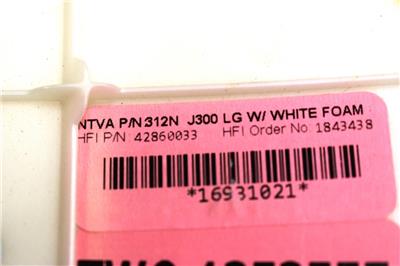 NTVA P/N 312N J300 LG W/ WHITE FOAM
HFI P/N: 42860033 HFI Order No: 1843438
*16931021*